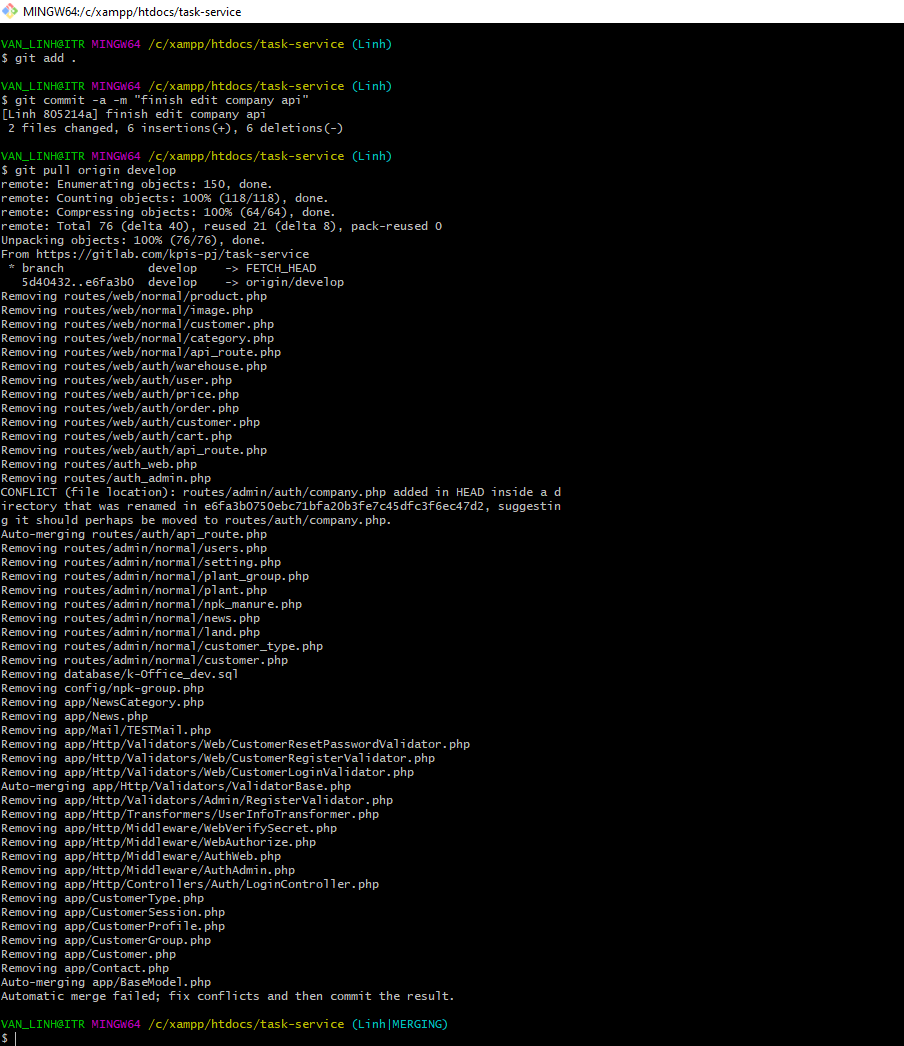 MINGW64:/c/xampp/htdocs/task-service
VAN_LINH@ITR MINGW64 /c/xampp/htdocs/task-service (Linh)
$ git add .
VAN_LINH@ITR MINGW64 /c/xampp/htdocs/task-service (Linh)
$ git commit -a -m "finish edit company api"
[Linh 805214a] finish edit company api
 2 files changed, 6 insertions(+), 6 deletions(-)
VAN_LINH@ITR MINGW64 /c/xampp/htdocs/task-service (Linh)
$ git pull origin develop
remote: Enumerating objects: 150, done.
remote: Counting objects: 100% (118/118), done.
remote: Compressing objects: 100% (64/64), done.
remote: Total 76 (delta 40), reused 21 (delta 8), pack-reused 0
Unpacking objects: 100% (76/76), done.
From https://gitlab.com/kpis-pj/task-service
 * branch            develop    -> FETCH_HEAD
   5d40432..e6fa3b0  develop    -> origin/develop
Removing routes/web/normal/product.php
Removing routes/web/normal/image.php
Removing routes/web/normal/customer.php
Removing routes/web/normal/category.php
Removing routes/web/normal/api_route.php
Removing routes/web/auth/warehouse.php
Removing routes/web/auth/user.php
Removing routes/web/auth/price.php
Removing routes/web/auth/order.php
Removing routes/web/auth/customer.php
Removing routes/web/auth/cart.php
Removing routes/web/auth/api_route.php
Removing routes/auth_web.php
Removing routes/auth_admin.php
CONFLICT (file location): routes/admin/auth/company.php added in HEAD inside a d
irectory that was renamed in e6fa3b0750ebc71bfa20b3fe7c45dfc3f6ec47d2, suggestin
g it should perhaps be moved to routes/auth/company.php.
Auto-merging routes/auth/api_route.php
Removing routes/admin/normal/users.php
Removing routes/admin/normal/setting.php
Removing routes/admin/normal/plant_group.php
Removing routes/admin/normal/plant.php
Removing routes/admin/normal/npk_manure.php
Removing routes/admin/normal/news.php
Removing routes/admin/normal/land.php
Removing routes/admin/normal/customer_type.php
Removing routes/admin/normal/customer.php
Removing database/k-Office_dev.sql
Removing config/npk-group.php
Removing app/NewsCategory.php
Removing app/News.php
Removing app/Mail/TESTMail.php
Removing app/Http/Validators/Web/CustomerResetPasswordValidator.php
Removing app/Http/Validators/Web/CustomerRegisterValidator.php
Removing app/Http/Validators/Web/CustomerLoginValidator.php
Auto-merging app/Http/Validators/ValidatorBase.php
Removing app/Http/Validators/Admin/RegisterValidator.php
Removing app/Http/Transformers/UserInfoTransformer.php
Removing app/Http/Middleware/WebVerifySecret.php
Removing app/Http/Middleware/WebAuthorize.php
Removing app/Http/Middleware/AuthWeb.php
Removing app/Http/Middleware/AuthAdmin.php
Removing app/Http/Controllers/Auth/LoginController.php
Removing app/CustomerType.php
Removing app/CustomerSession.php
Removing app/CustomerProfile.php
Removing app/CustomerGroup.php
Removing app/Customer.php
Removing app/Contact.php
Auto-merging app/BaseModel.php
Automatic merge failed; fix conflicts and then commit the result.
VAN_LINH@ITR MINGW64 /c/xampp/htdocs/task-service (Linh|MERGING)
$